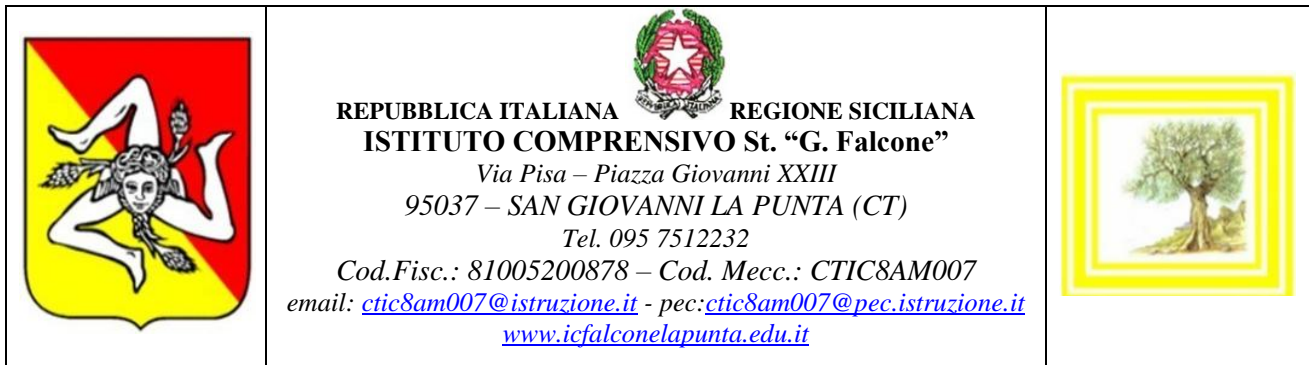 REPUBBLICA ITALIANA REGIONE SICILIANA
ISTITUTO COMPRENSIVO St. “G. Falcone”
Via Pisa – Piazza Giovanni XXIII
95037 – SAN GIOVANNI LA PUNTA (CT)
Tel. 095 7512232
Cod.Fisc.: 81005200878 – Cod. Mecc.: CTIC8AM007
email: ctic8am007@istruzione.it - pec:ctic8am007@pec.istruzione.it
www.icfalconelapunta.edu.it